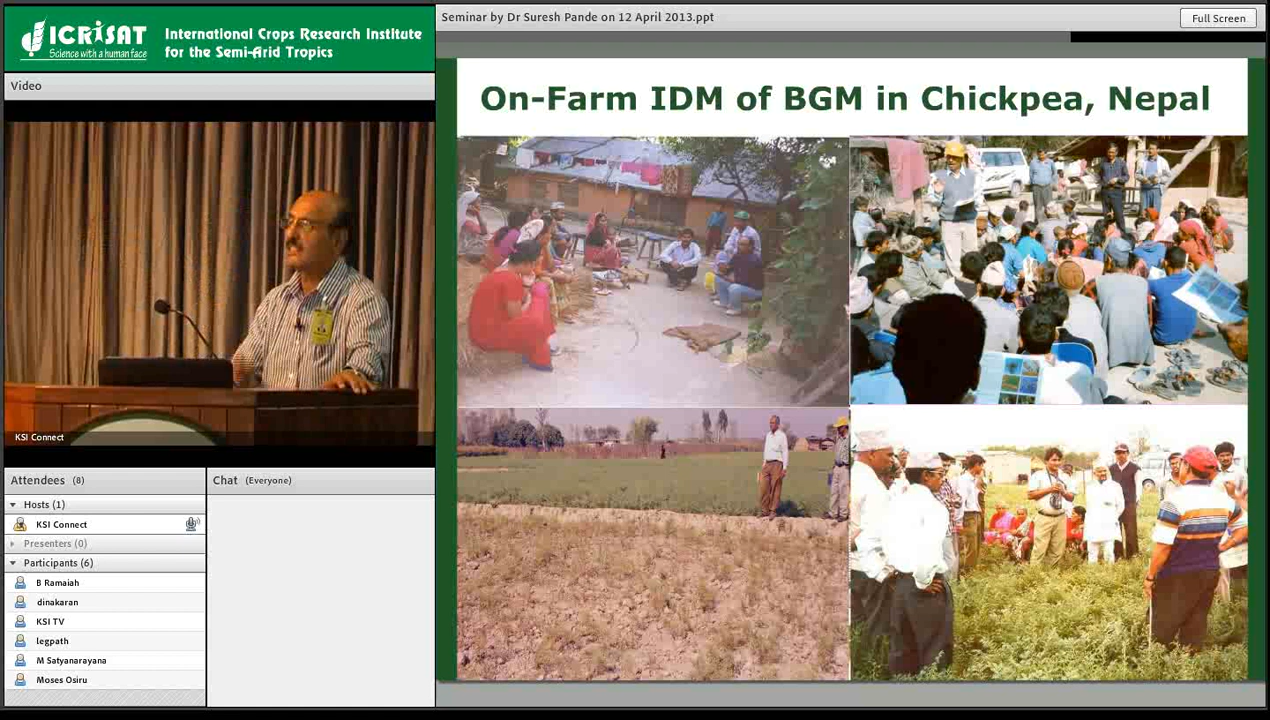 ICRISAT
Science with a human face
International Crops Research Institute
for the Semi-Arid Tropics
Video
KSI Connect
Attendees (8)
Hosts (1)
KSI Connect
Presenters (0)
Participants (6)
B Ramaiah
dinakaran
KSI TV
legpath
M Satyanarayana
Moses Osiru
Chat (Everyone)
Seminar by Dr Suresh Pande on 12 April 2013.ppt
Full Screen
On-Farm IDM of BGM in Chickpea, Nepal